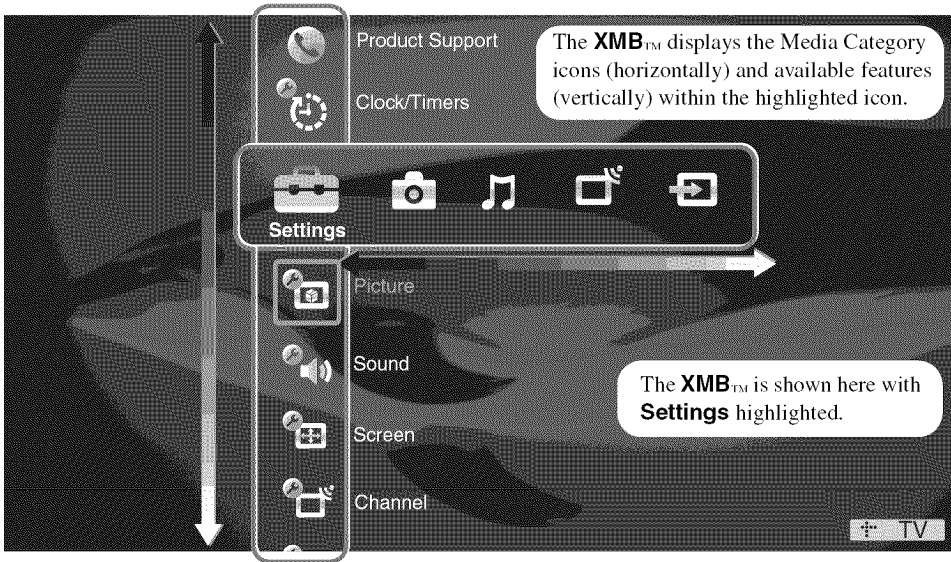 Product Support
The XMB™ displays the Media Category
icons (horizontally) and available features
(vertically) within the highlighted icon.
Clock/Timers
Settings
Picture
Sound
The XMB™ is shown here with
Settings highlighted.
Screen
Channel
TV